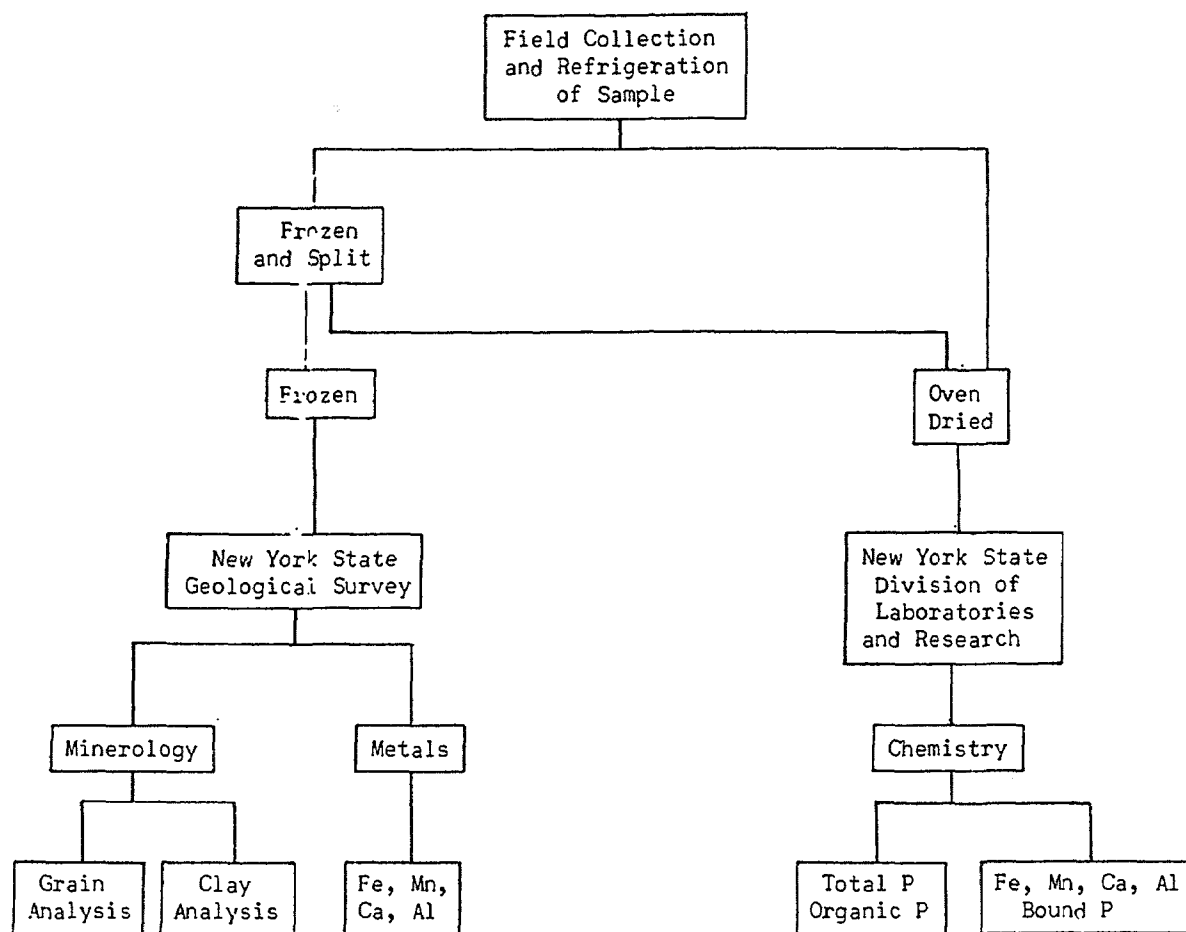 Field Collection
and Refrigeration
of Sample
Frozen
and Split
Frozen
Oven
Dried
New York State
Geological Survey
New York State
Division of
Laboratories
and Research
Minerology
Metals
Chemistry
Grain
Analysis
Clay
Analysis
Fe, Mn,
Ca, Al
Total P
Organic P
Fe, Mn, Ca, Al
Bound P